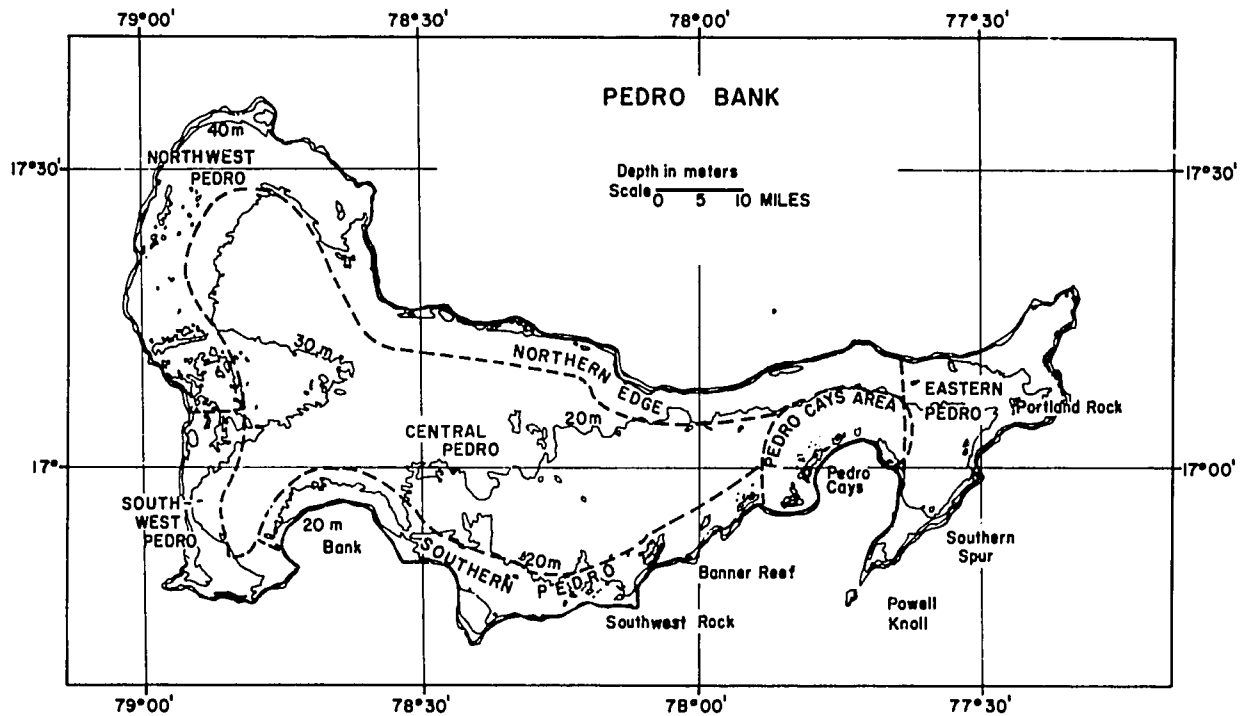 79°00'
78°30'
78°00'
77°30'
PEDRO BANK
40m
NORTHWEST
PEDRO
17°30'
Depth in meters
Scale 0 5 10 MILES
17°30'
30 m
NORTHERN EDGE
EASTERN
PEDRO
Portland Rock
PEDRO CAYS AREA
20m
CENTRAL
PEDRO
17°
17°00'
Pedro
Cays
SOUTH-
WEST
PEDRO
20 m
Bank
SOUTHERN PEDRO
20m
Southern
Spur
Banner Reef
Powell
Knoll
Southwest Rock
79°00'
78°30'
78°00'
77°30'